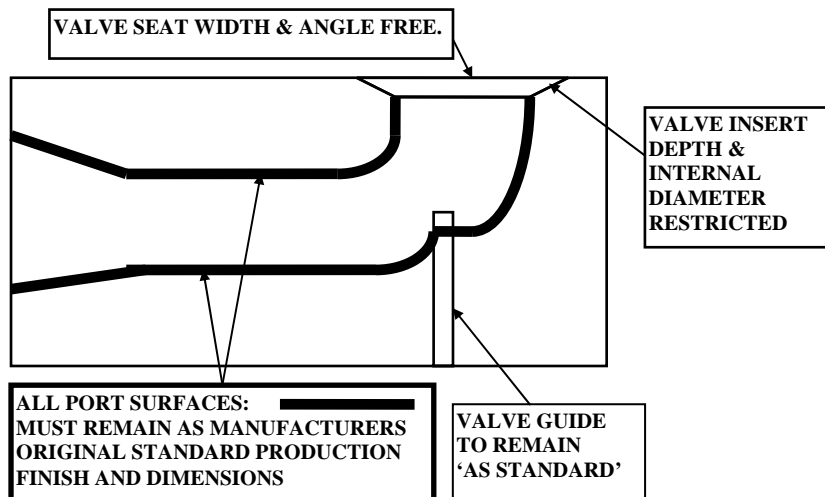 VALVE SEAT WIDTH & ANGLE FREE.
VALVE INSERT
DEPTH &
INTERNAL
DIAMETER
RESTRICTED
ALL PORT SURFACES:
MUST REMAIN AS MANUFACTURERS
ORIGINAL STANDARD PRODUCTION
FINISH AND DIMENSIONS
VALVE GUIDE
TO REMAIN
‘AS STANDARD’